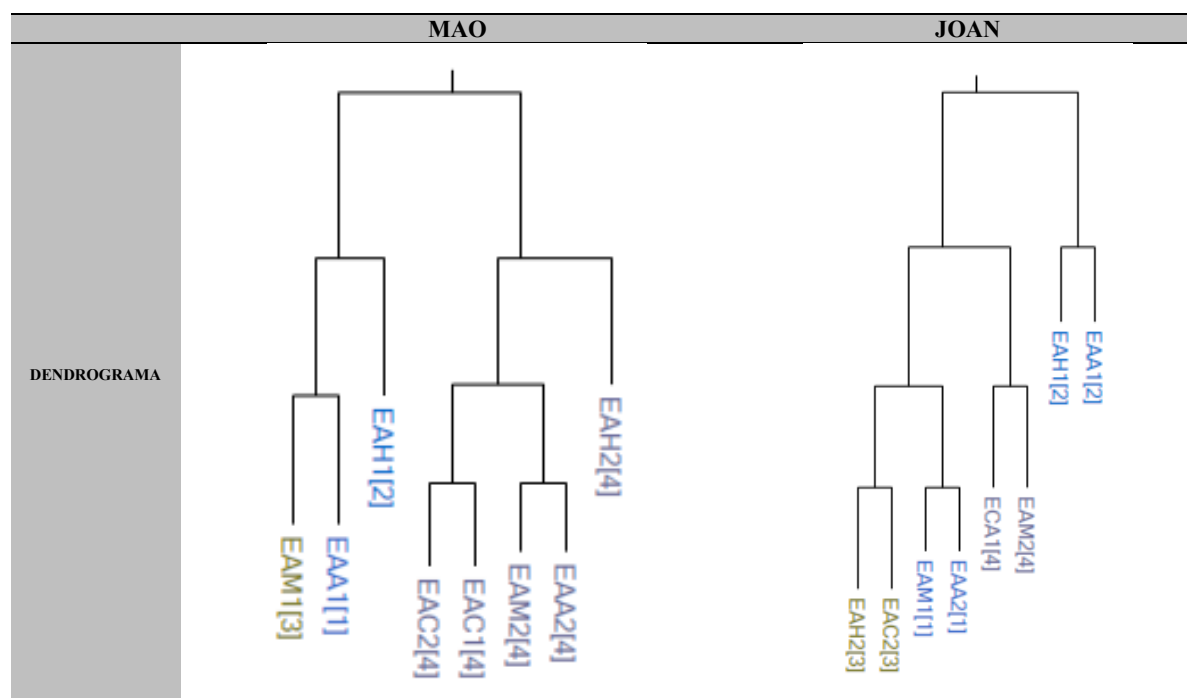 MAO
JOAN
DENDROGRAMA
EAM1[3]
EAA1[1]
EAH1[2]
EAC2[4]
EAC1[4]
EAM2[4]
EAA2[4]
EAH2[4]
EAH2[3]
EAC2[3]
EAM1[1]
EAA2[1]
ECA1[4]
EAM2[4]
EAH1[2]
EAA1[2]